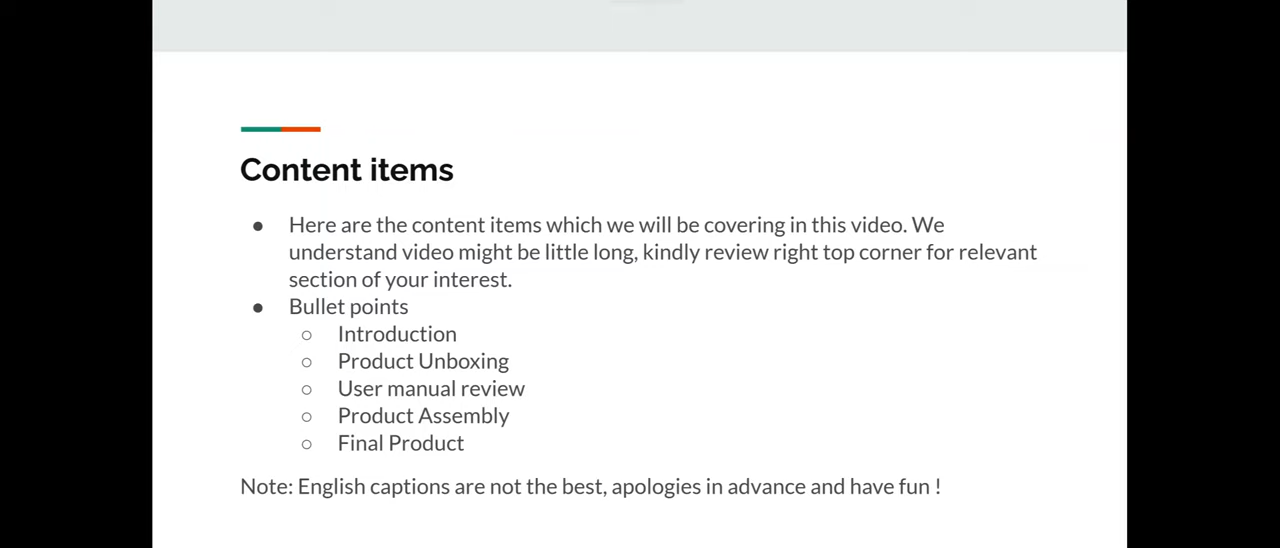 Content items
● Here are the content items which we will be covering in this video. We
understand video might be little long, kindly review right top corner for relevant
section of your interest.
● Bullet points
○ Introduction
○ Product Unboxing
○ User manual review
○ Product Assembly
○ Final Product
Note: English captions are not the best, apologies in advance and have fun !